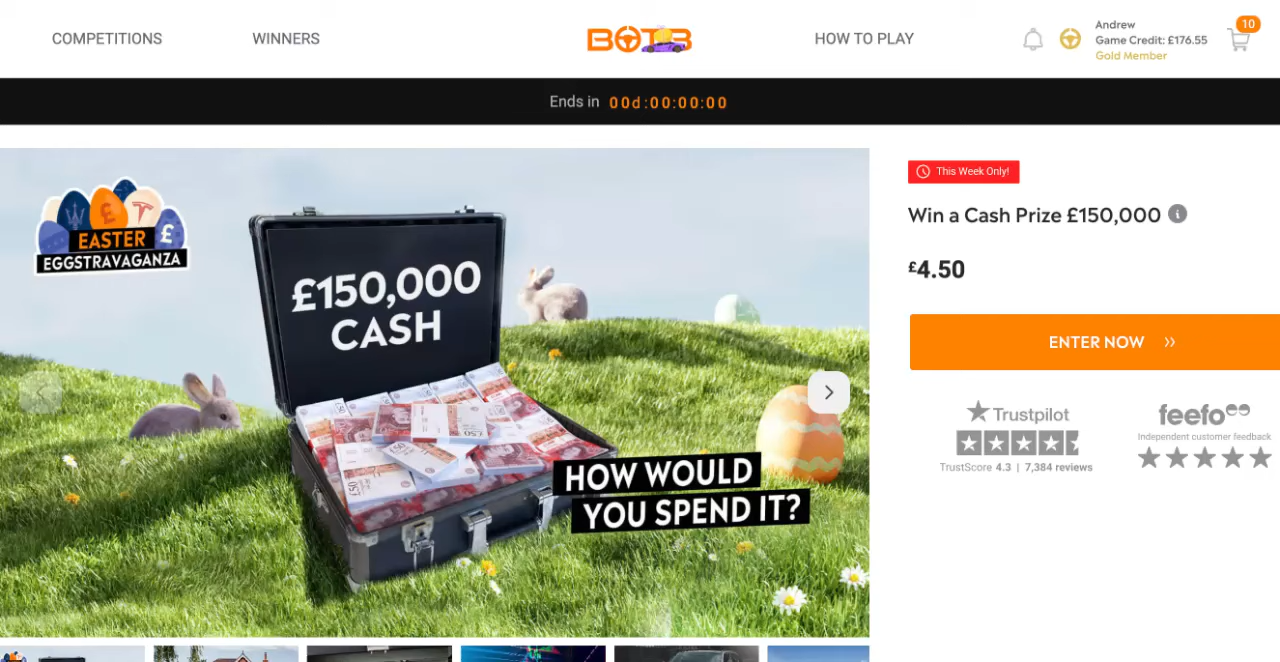 COMPETITIONS
WINNERS
BOTB
HOW TO PLAY
Andrew
Game Credit: £176.55
Gold Member
10
Ends in 00d:00:00:00
EASTER
EGGSTRAVAGANZA
£150,000
CASH
HOW WOULD
YOU SPEND IT?
This Week Only!
Win a Cash Prize £150,000
£4.50
ENTER NOW
Trustpilot
TrustScore 4.3 | 7,384 reviews
feefo
Independent customer feedback